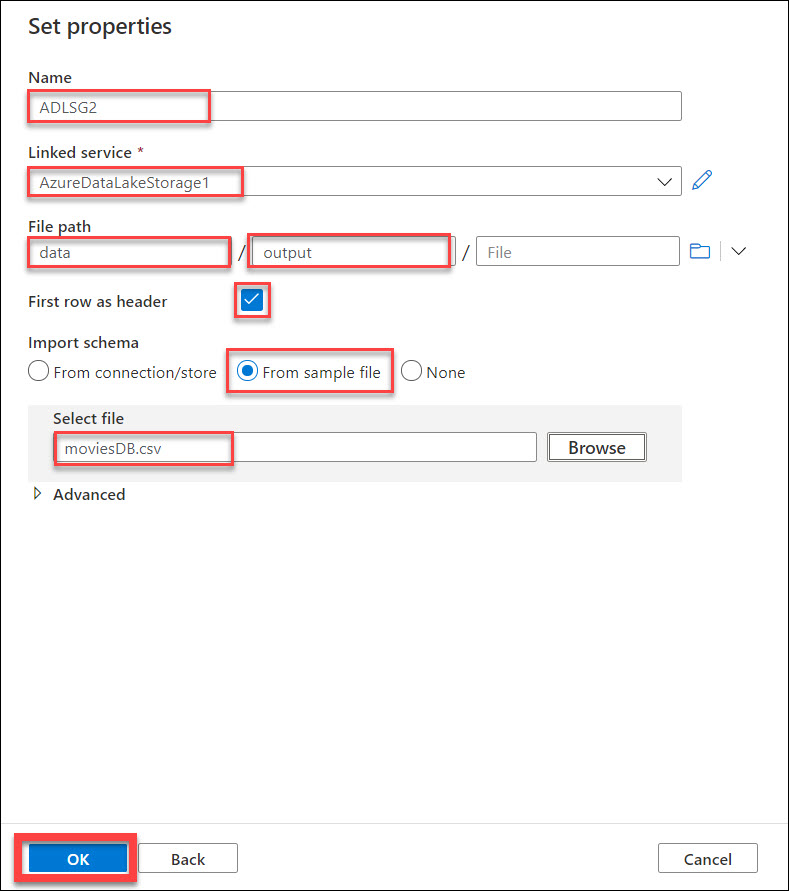 Set properties
Name
ADLSG2
Linked service *
AzureDataLakeStorage1
File path
data / output / File
First row as header
Import schema
From connection/store From sample file None
Select file
moviesDB.csv Browse
Advanced
OK Back Cancel